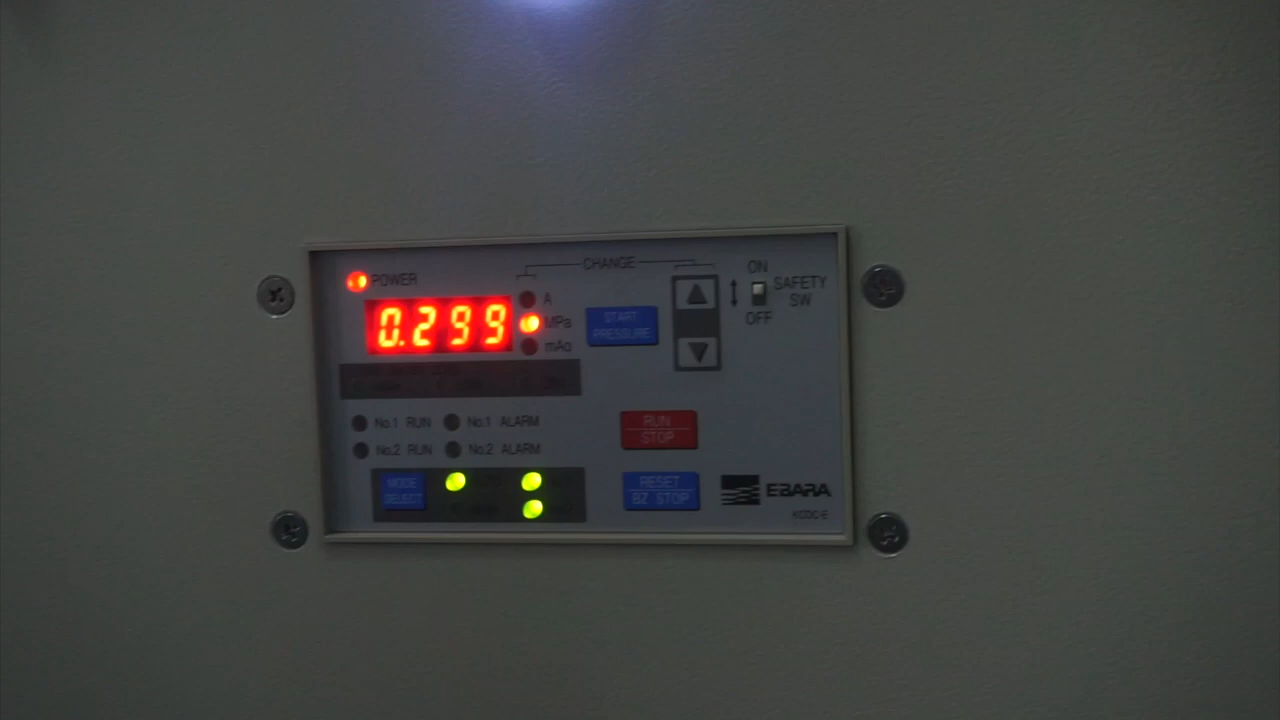 POWER
CHANGE
0.299
A
MPa
mAq
START
PRESSURE
ON
SAFETY
SW
OFF
No.1 RUN
No.1 ALARM
No.2 RUN
No.2 ALARM
RUN
STOP
MODE
SELECT
RESET
BZ STOP
EBARA
KCDC-E